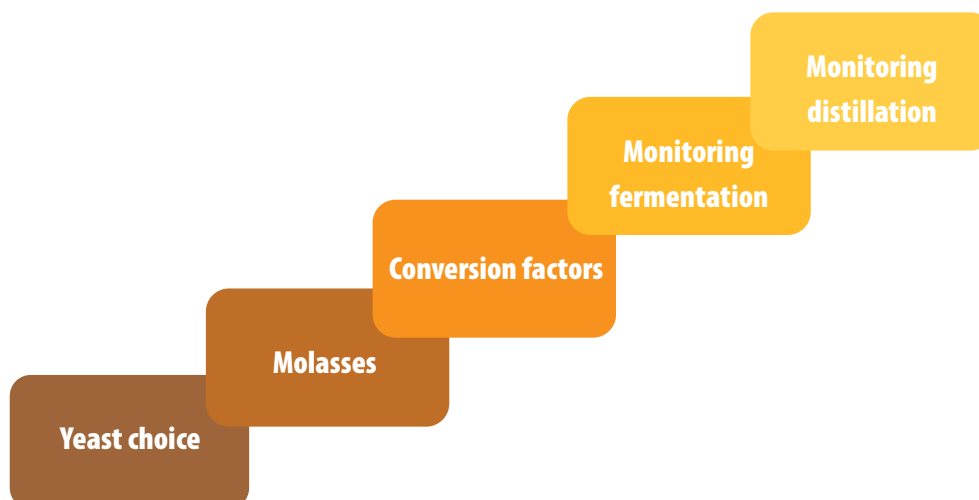 Monitoring
distillation
Monitoring
fermentation
Conversion factors
Molasses
Yeast choice